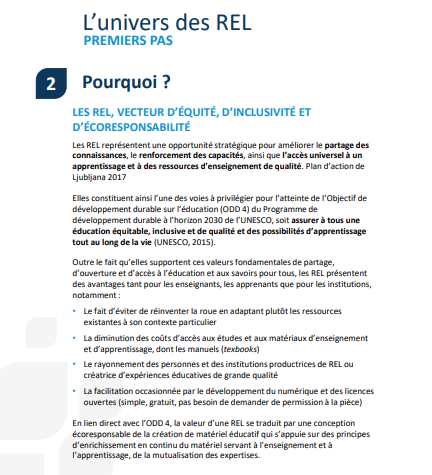 L'univers des REL
PREMIERS PAS
2 Pourquoi ?
LES REL, VECTEUR D'ÉQUITÉ, D'INCLUSIVITÉ ET
D'ÉCORESPONSABILITÉ
Les REL représentent une opportunité stratégique pour améliorer le partage des
connaissances, le renforcement des capacités, ainsi que l'accès universel à un
apprentissage et à des ressources d'enseignement de qualité. Plan d'action de
Ljubljana 2017
Elles constituent ainsi l'une des voies à privilégier pour l'atteinte de l'Objectif de
développement durable sur l'éducation (ODD 4) du Programme de
développement durable à l'horizon 2030 de l'UNESCO, soit assurer à tous une
éducation équitable, inclusive et de qualité et des possibilités d'apprentissage
tout au long de la vie (UNESCO, 2015).
Outre le fait qu'elles supportent ces valeurs fondamentales de partage,
d'ouverture et d'accès à l'éducation et aux savoirs pour tous, les REL présentent
des avantages tant pour les enseignants, les apprenants que pour les institutions,
notamment :
• Le fait d'éviter de réinventer la roue en adaptant plutôt les ressources
existantes à son contexte particulier
• La diminution des coûts d'accès aux études et aux matériaux d'enseignement
et d'apprentissage, dont les manuels (texbooks)
• Le rayonnement des personnes et des institutions productrices de REL ou
créatrice d'expériences éducatives de grande qualité
• La facilitation occasionnée par le développement du numérique et des licences
ouvertes (simple, gratuit, pas besoin de demander de permission à la pièce)
En lien direct avec l'ODD 4, la valeur d'une REL se traduit par une conception
écoresponsable de la création de matériel éducatif qui s'appuie sur des principes
d'enrichissement en continu du matériel servant à l'enseignement et à
l'apprentissage, de la mutualisation des expertises.